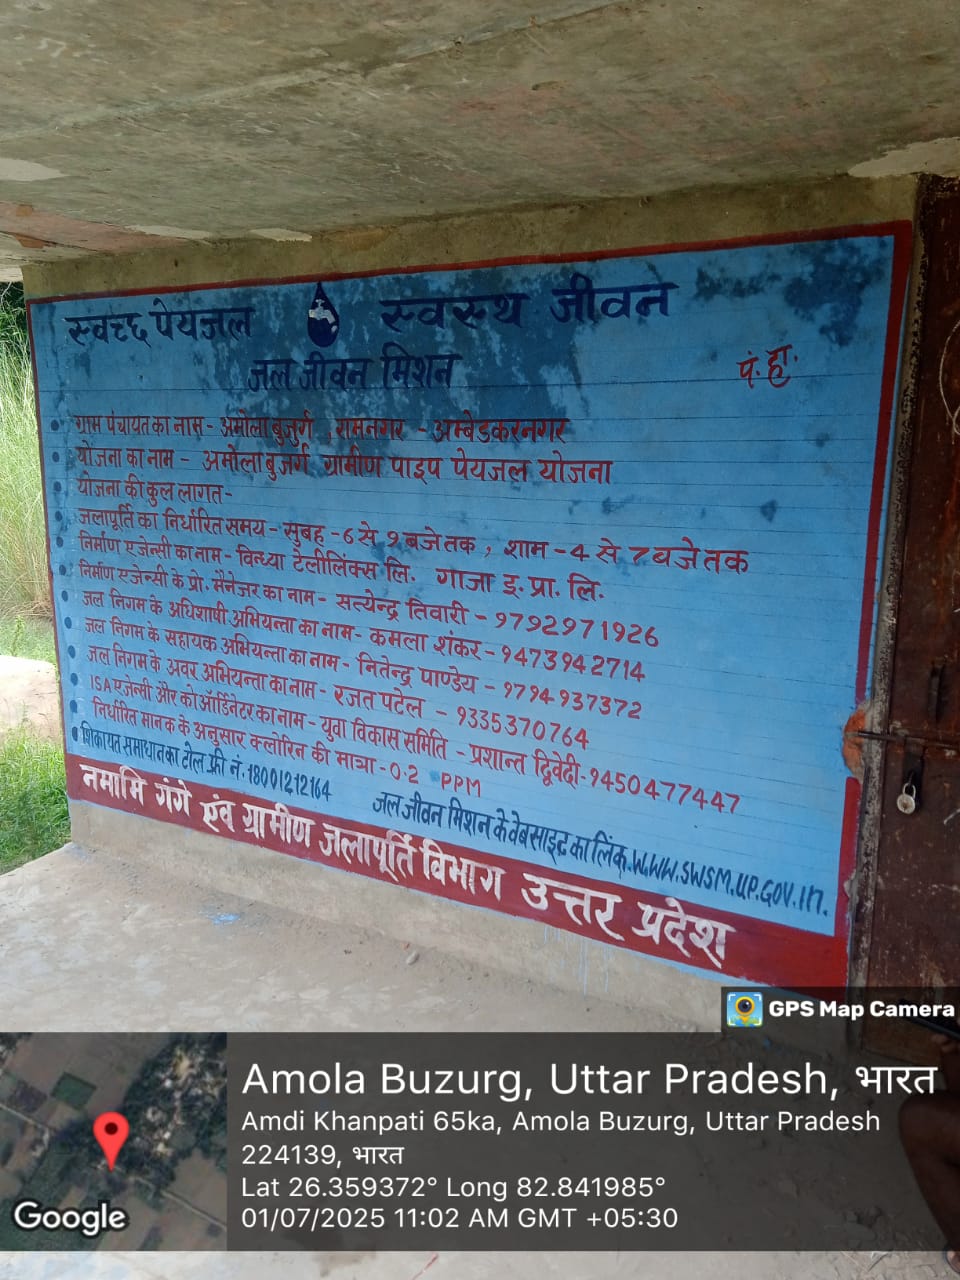 स्वच्छ पेयजल स्वस्थ जीवन
जल जीवन मिशन
पं. हा.
ग्राम पंचायत का नाम - अमोला बुजुर्ग , रामनगर - अम्बेडकरनगर
योजना का नाम - अमोला बुजर्ग ग्रामीण पाइप पेयजल योजना
योजना की कुल लागत -
जलापूर्ति का निर्धारित समय - सुबह - 6 से 9 बजे तक , शाम - 4 से 7 बजे तक
निर्माण एजेन्सी का नाम - विन्ध्या टेलीलिंक्स लि. गाजा इ. प्रा. लि.
निर्माण एजेन्सी के प्रो. मैनेजर का नाम - सत्येन्द्र तिवारी - 9792971926
जल निगम के अधिशाषी अभियन्ता का नाम - कमला शंकर - 9473942714
जल निगम के सहायक अभियन्ता का नाम - नितेन्द्र पाण्डेय - 9794937372
जल निगम के अवर अभियन्ता का नाम - रजत पटेल - 9335370764
ISA एजेन्सी और को ऑर्डिनेटर का नाम - युवा विकास समिति - प्रशान्त द्विवेदी - 9450477447
निर्धारित मानक के अनुसार क्लोरिन की मात्रा - 0.2 PPM
शिकायत समाधान का टोल फ्री नं. 18001212164
जल जीवन मिशन के वेबसाइट का लिंक. WWW.SWSM.UP.GOV.in.
नमामि गंगे एंव ग्रामीण जलापूर्ति विभाग उत्तर प्रदेश
GPS Map Camera
Amola Buzurg, Uttar Pradesh, भारत
Amdi Khanpati 65ka, Amola Buzurg, Uttar Pradesh
224139, भारत
Lat 26.359372° Long 82.841985°
01/07/2025 11:02 AM GMT +05:30
Google